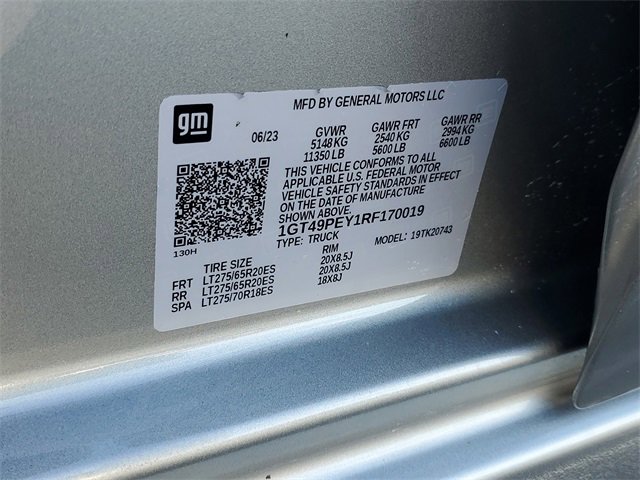 gm
MFD BY GENERAL MOTORS LLC
06/23 GVWR GAWR FRT GAWR RR
5148 KG 2540 KG 2994 KG
11350 LB 5600 LB 6600 LB
THIS VEHICLE CONFORMS TO ALL
APPLICABLE U.S. FEDERAL MOTOR
VEHICLE SAFETY STANDARDS IN EFFECT
ON THE DATE OF MANUFACTURE
SHOWN ABOVE.
1GT49PEY1RF170019
130H TYPE: TRUCK MODEL: 19TK20743
TIRE SIZE RIM
FRT LT275/65R20ES 20X8.5J
RR LT275/65R20ES 20X8.5J
SPA LT275/70R18ES 18X8J